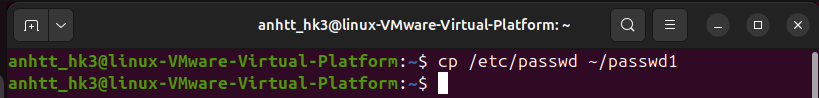 anhtt_hk3@linux-VMware-Virtual-Platform: ~
anhtt_hk3@linux-VMware-Virtual-Platform:~$ cp /etc/passwd ~/passwd1
anhtt_hk3@linux-VMware-Virtual-Platform:~$